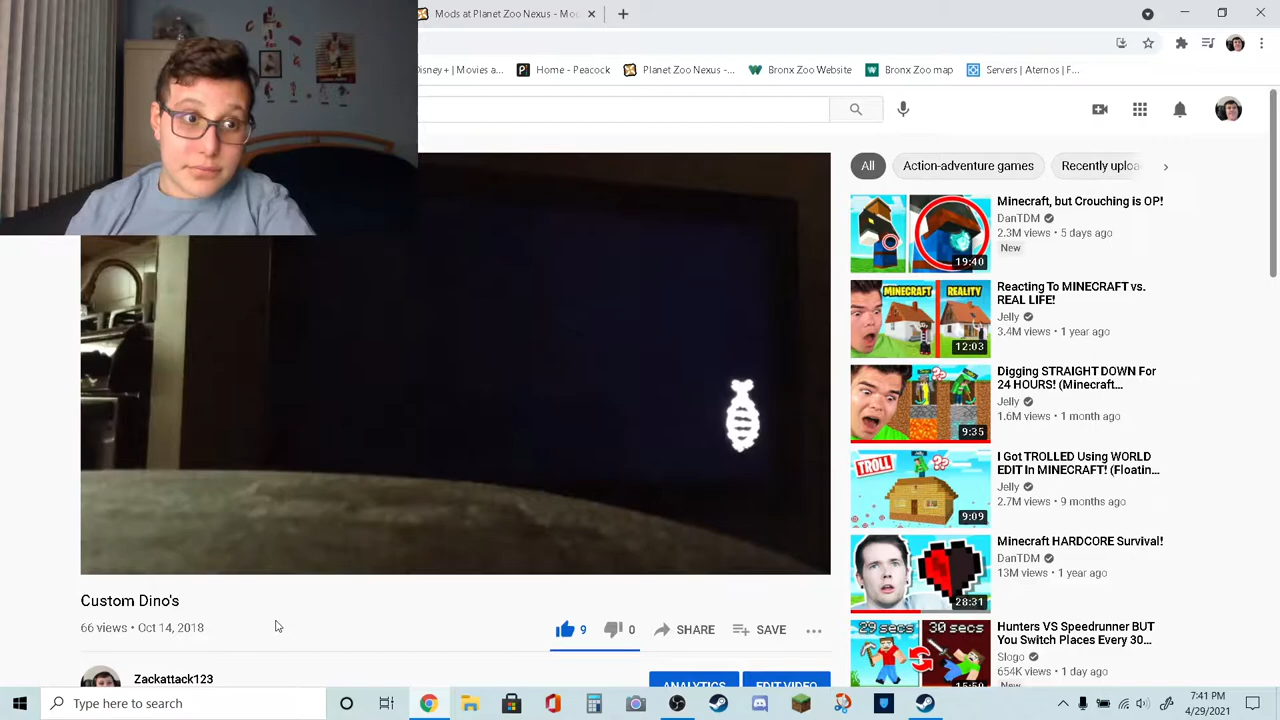 Mods at Planet Zoo Nexus - Mo
isney+ | Movies a...
Home - Peacock
Planet Zoo Nexus -...
Bronx Zoo Website
Bronx Zoo map
Servers | Aternos | F...
All
Action-adventure games
Recently uploa
Minecraft, but Crouching is OP!
DanTDM
2.3M views • 5 days ago
New
19:40
MINECRAFT
REALITY
Reacting To MINECRAFT vs.
REAL LIFE!
Jelly
3.4M views • 1 year ago
12:03
Digging STRAIGHT DOWN For
24 HOURS! (Minecraft...
Jelly
1.6M views • 1 month ago
9:35
TROLL
I Got TROLLED Using WORLD
EDIT In MINECRAFT! (Floatin...
Jelly
2.7M views • 9 months ago
9:09
Minecraft HARDCORE Survival!
DanTDM
13M views • 1 year ago
28:31
29 secs
30 secs
Hunters VS Speedrunner BUT
You Switch Places Every 30...
Slogo
654K views • 1 day ago
New
15:50
Custom Dino's
66 views • Oct 14, 2018
9
0
SHARE
SAVE
...
Zackattack123
ANALYTICS
EDIT VIDEO
Type here to search
7:41 PM
4/29/2021